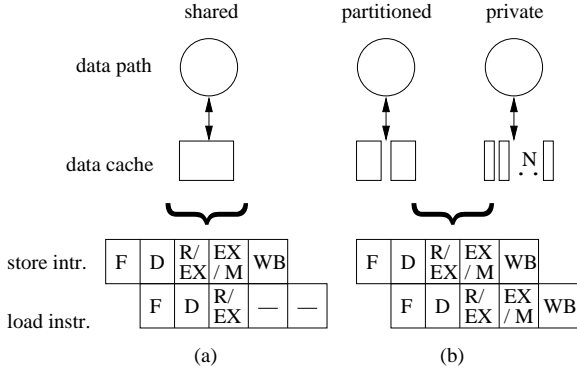 shared partitioned private
data path
data cache
N
. . .
store intr. F D R/ EX EX / M WB F D R/ EX EX / M WB
load instr. F D R/ EX — — F D R/ EX EX / M WB
(a) (b)